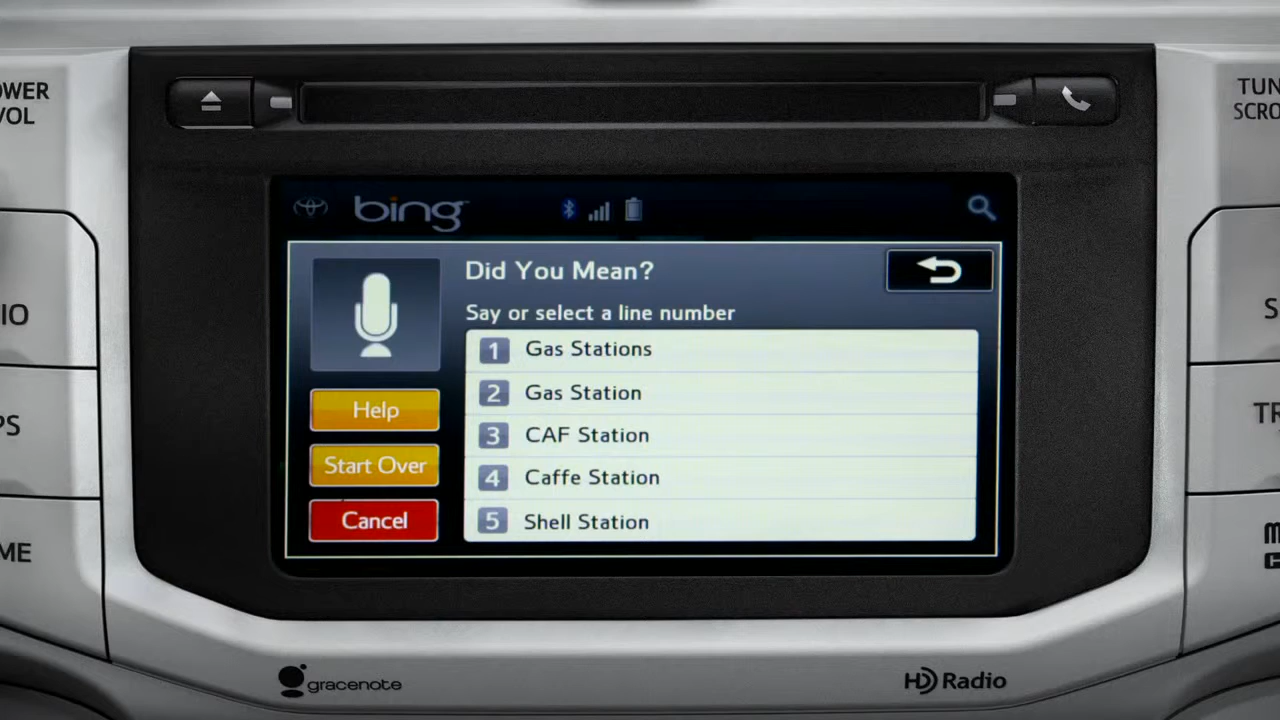 OWER
VOL
TUN
SCRO
bing
Did You Mean?
Say or select a line number
1 Gas Stations
2 Gas Station
3 CAF Station
4 Caffe Station
5 Shell Station
Help
Start Over
Cancel
IO
PS
ME
S
TR
gracenote
HD Radio